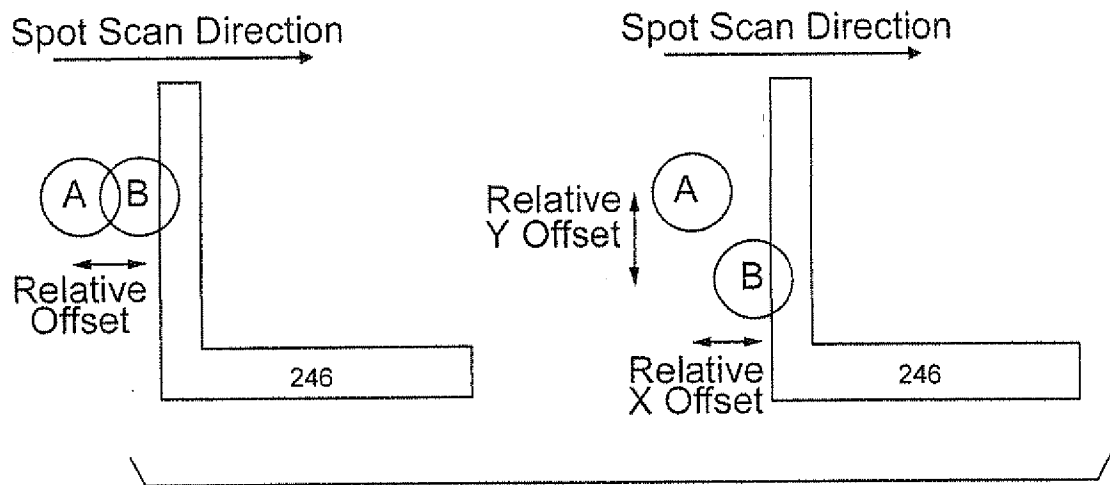 Spot Scan Direction
A
B
Relative
Offset
246
Spot Scan Direction
A
Relative
Y Offset
B
Relative
X Offset
246